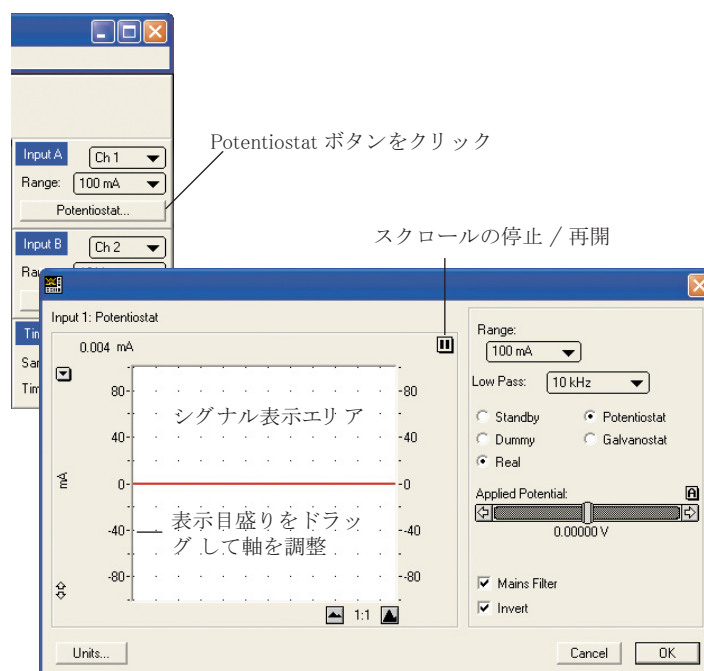 Input A
Ch 1
Range:
100 mA
Potentiostat...
Potentiostat ボタンをクリック
Input B
Ch 2
スクロールの停止 / 再開
Input 1: Potentiostat
0.004 mA
80
40
0
-40
-80
mA
シグナル表示エリア
表示目盛りをドラッ
グ して軸を調整
80
40
0
-40
-80
1:1
Range:
100 mA
Low Pass:
10 kHz
Standby
Potentiostat
Dummy
Galvanostat
Real
Applied Potential:
A
0.00000 V
Mains Filter
Invert
Units...
Cancel
OK